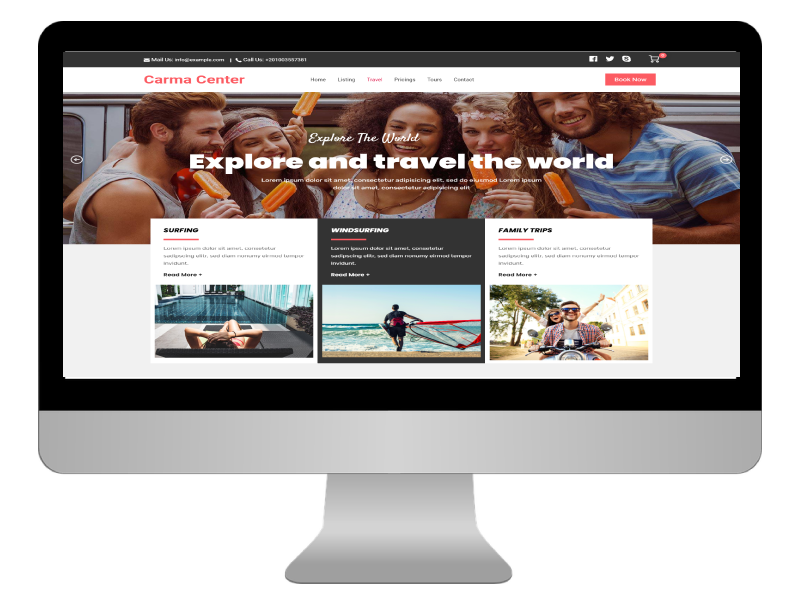 Mail Us: info@example.com | Call Us: +201003557361
0
Carma Center
Home Listing Travel Pricings Tours Contact
Book Now
Explore The World
Explore and travel the world
Lorem ipsum dolor sit amet, consectetur adipisicing elit, sed do eiusmod Lorem ipsum
dolor sit amet, consectetur adipisicing elit
SURFING
Lorem ipsum dolor sit amet, consetetur
sadipscing elitr, sed diam nonumy eirmod tempor
invidunt.
Read More +
WINDSURFING
Lorem ipsum dolor sit amet, consetetur
sadipscing elitr, sed diam nonumy eirmod tempor
invidunt.
Read More +
FAMILY TRIPS
Lorem ipsum dolor sit amet, consetetur
sadipscing elitr, sed diam nonumy eirmod tempor
invidunt.
Read More +